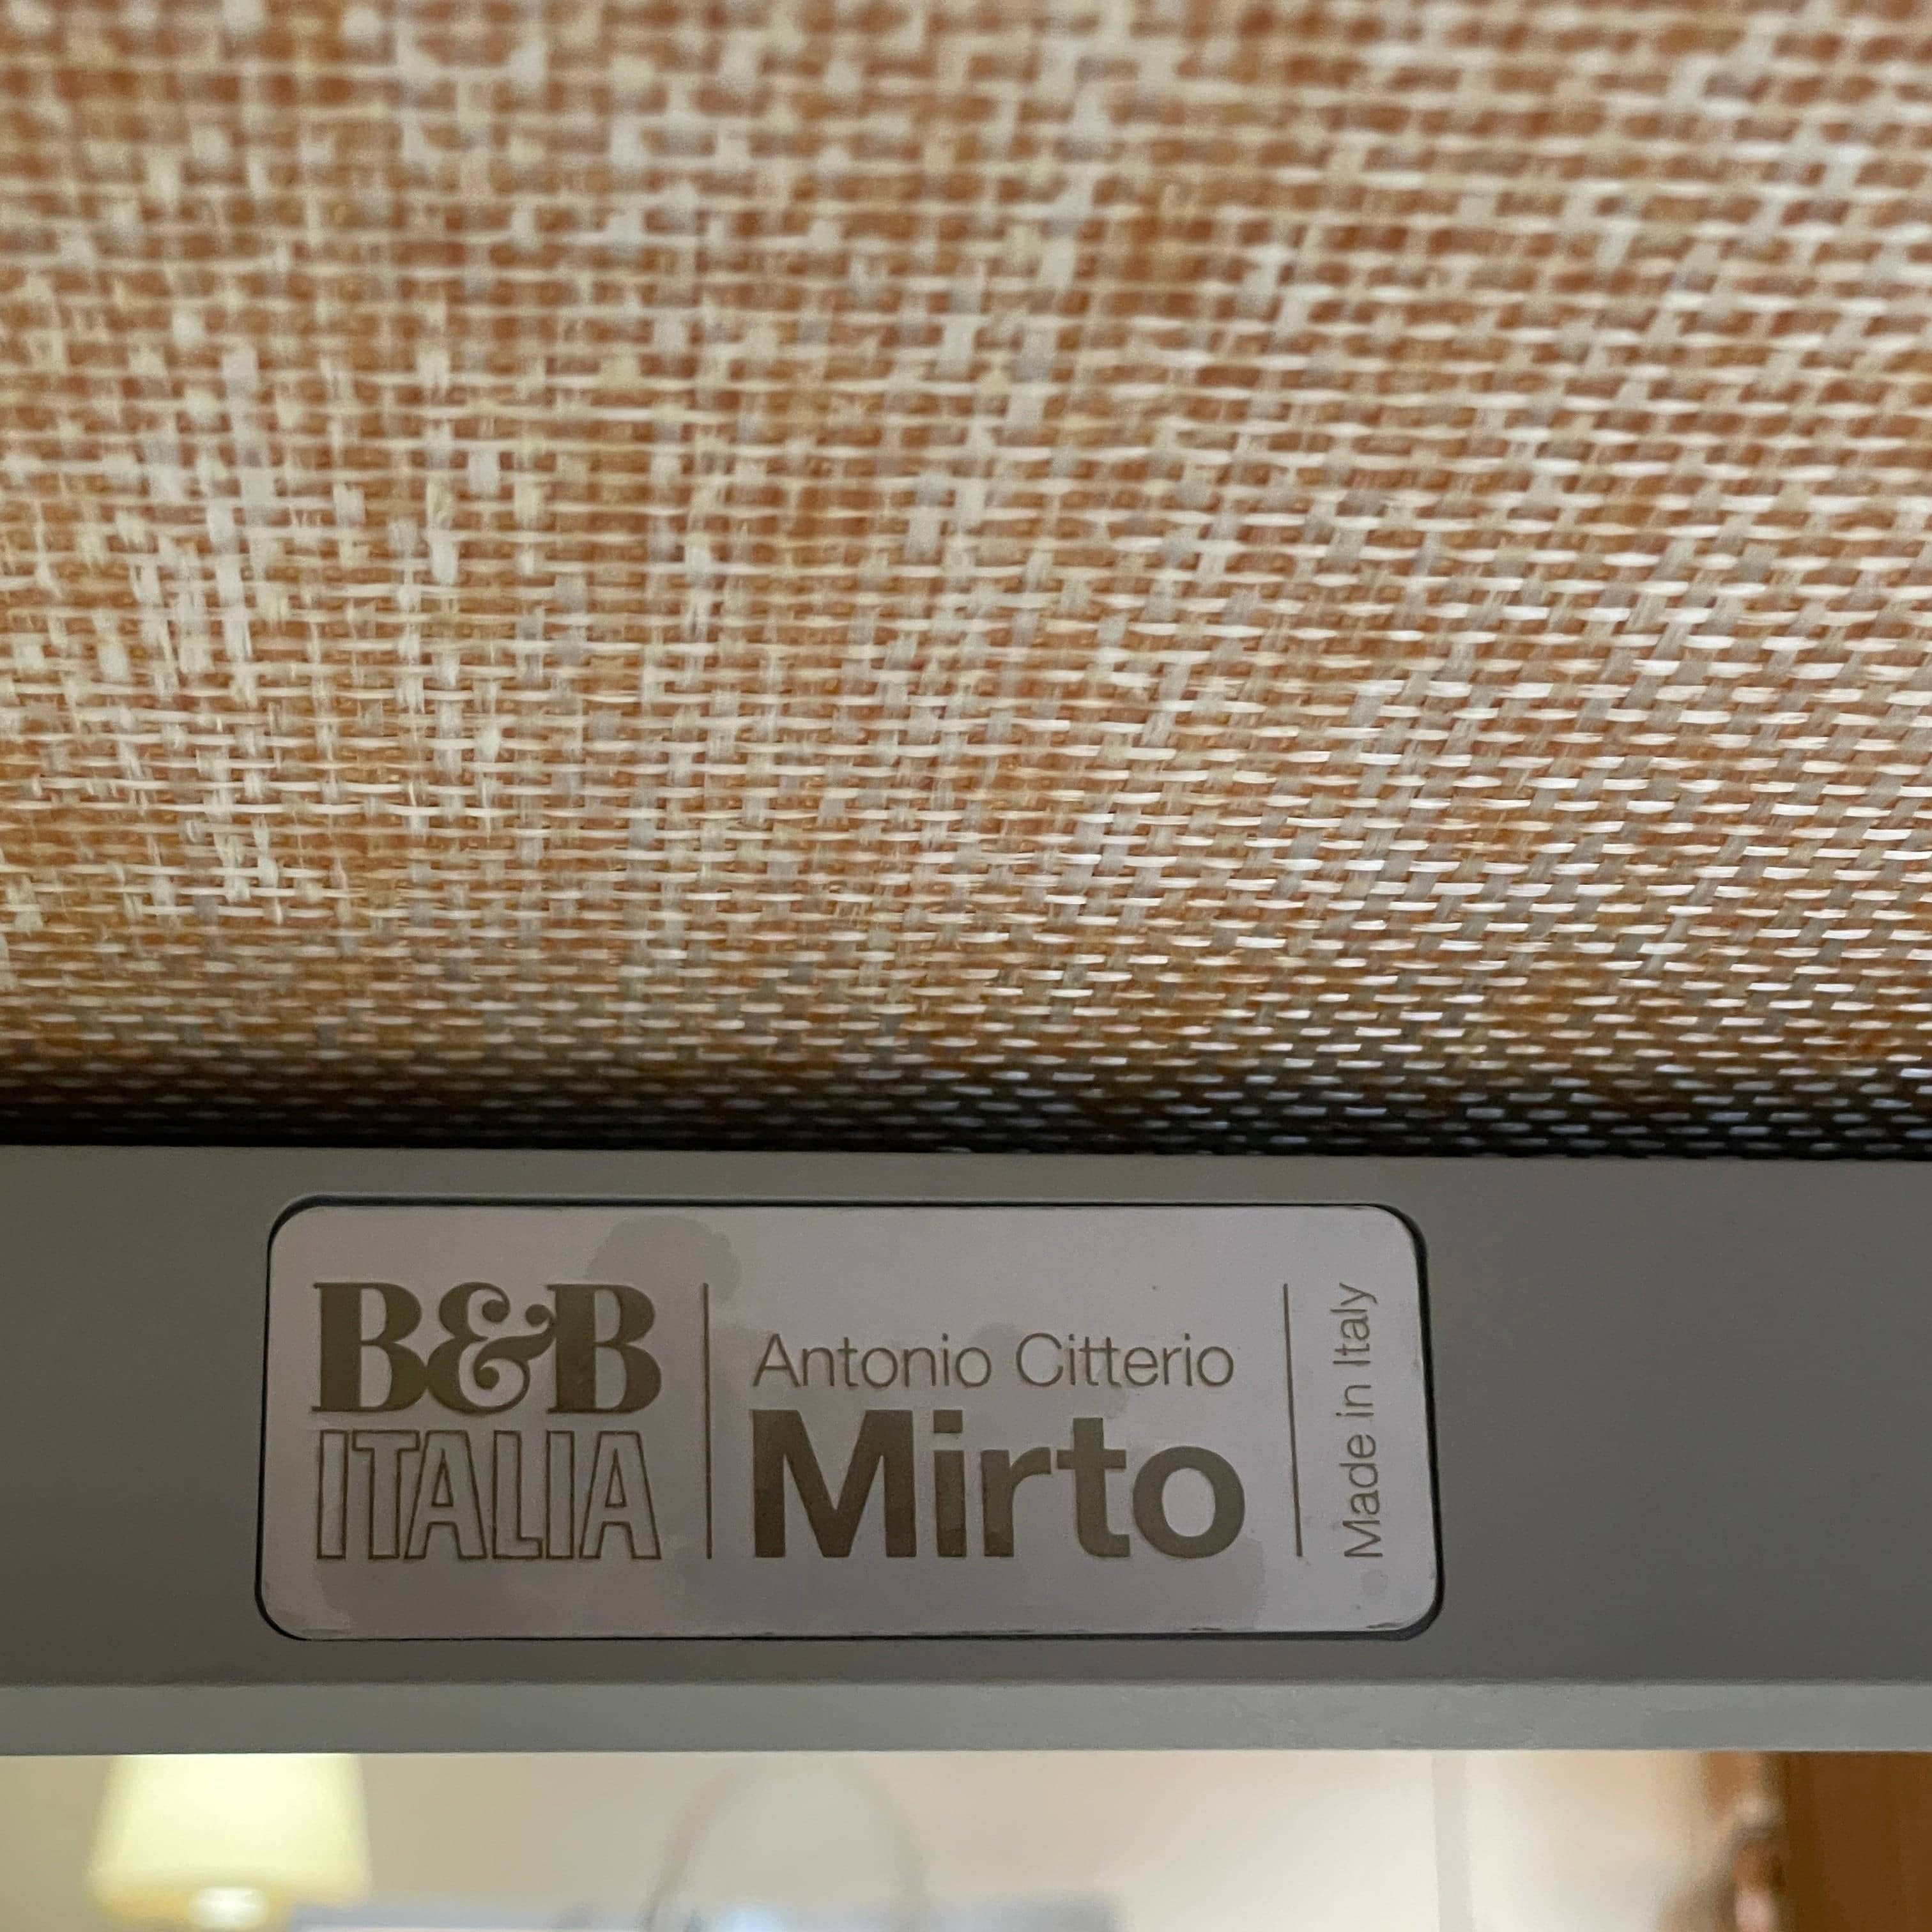 B&B
ITALIA
Antonio Citterio
Mirto
Made in Italy